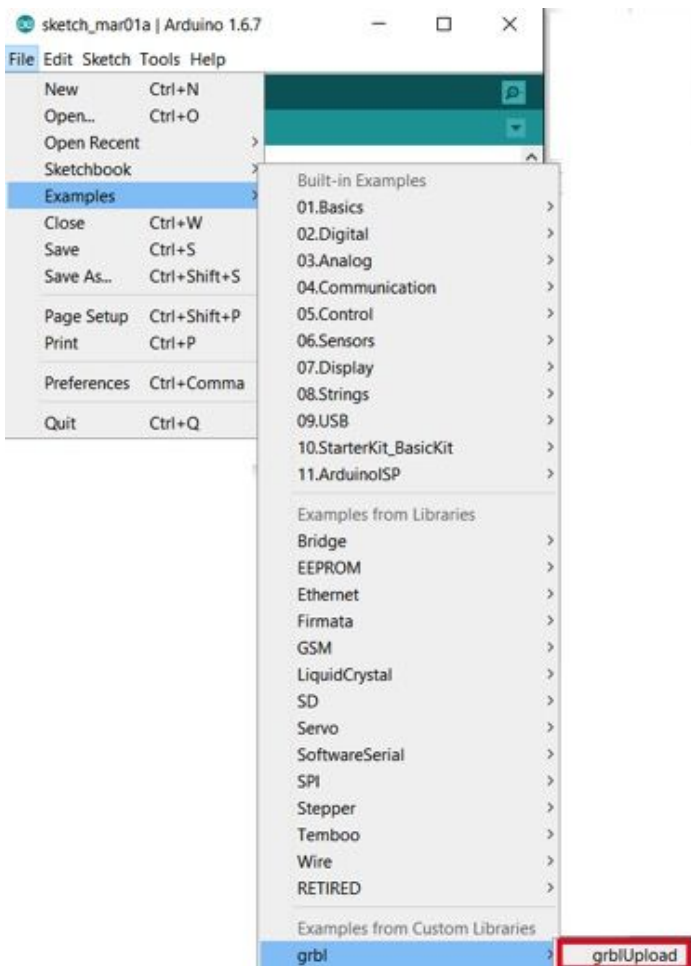 sketch_mar01a | Arduino 1.6.7
File Edit Sketch Tools Help
New Ctrl+N
Open... Ctrl+O
Open Recent
Sketchbook
Examples
Close Ctrl+W
Save Ctrl+S
Save As... Ctrl+Shift+S
Page Setup Ctrl+Shift+P
Print Ctrl+P
Preferences Ctrl+Comma
Quit Ctrl+Q
Built-in Examples
01.Basics
02.Digital
03.Analog
04.Communication
05.Control
06.Sensors
07.Display
08.Strings
09.USB
10.StarterKit_BasicKit
11.ArduinoISP
Examples from Libraries
Bridge
EEPROM
Ethernet
Firmata
GSM
LiquidCrystal
SD
Servo
SoftwareSerial
SPI
Stepper
Temboo
Wire
RETIRED
Examples from Custom Libraries
grbl
grblUpload